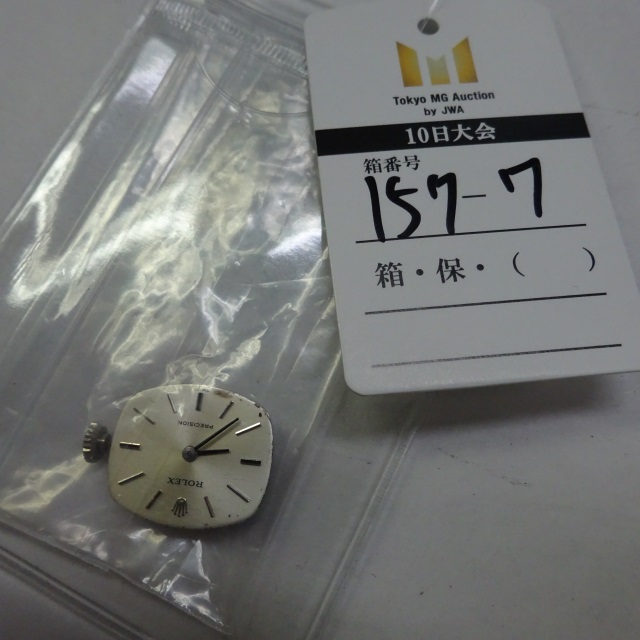 Tokyo MG Auction
by JWA
10日大会
箱番号
157-7
箱・保・(　　)
ROLEX
PRECISION